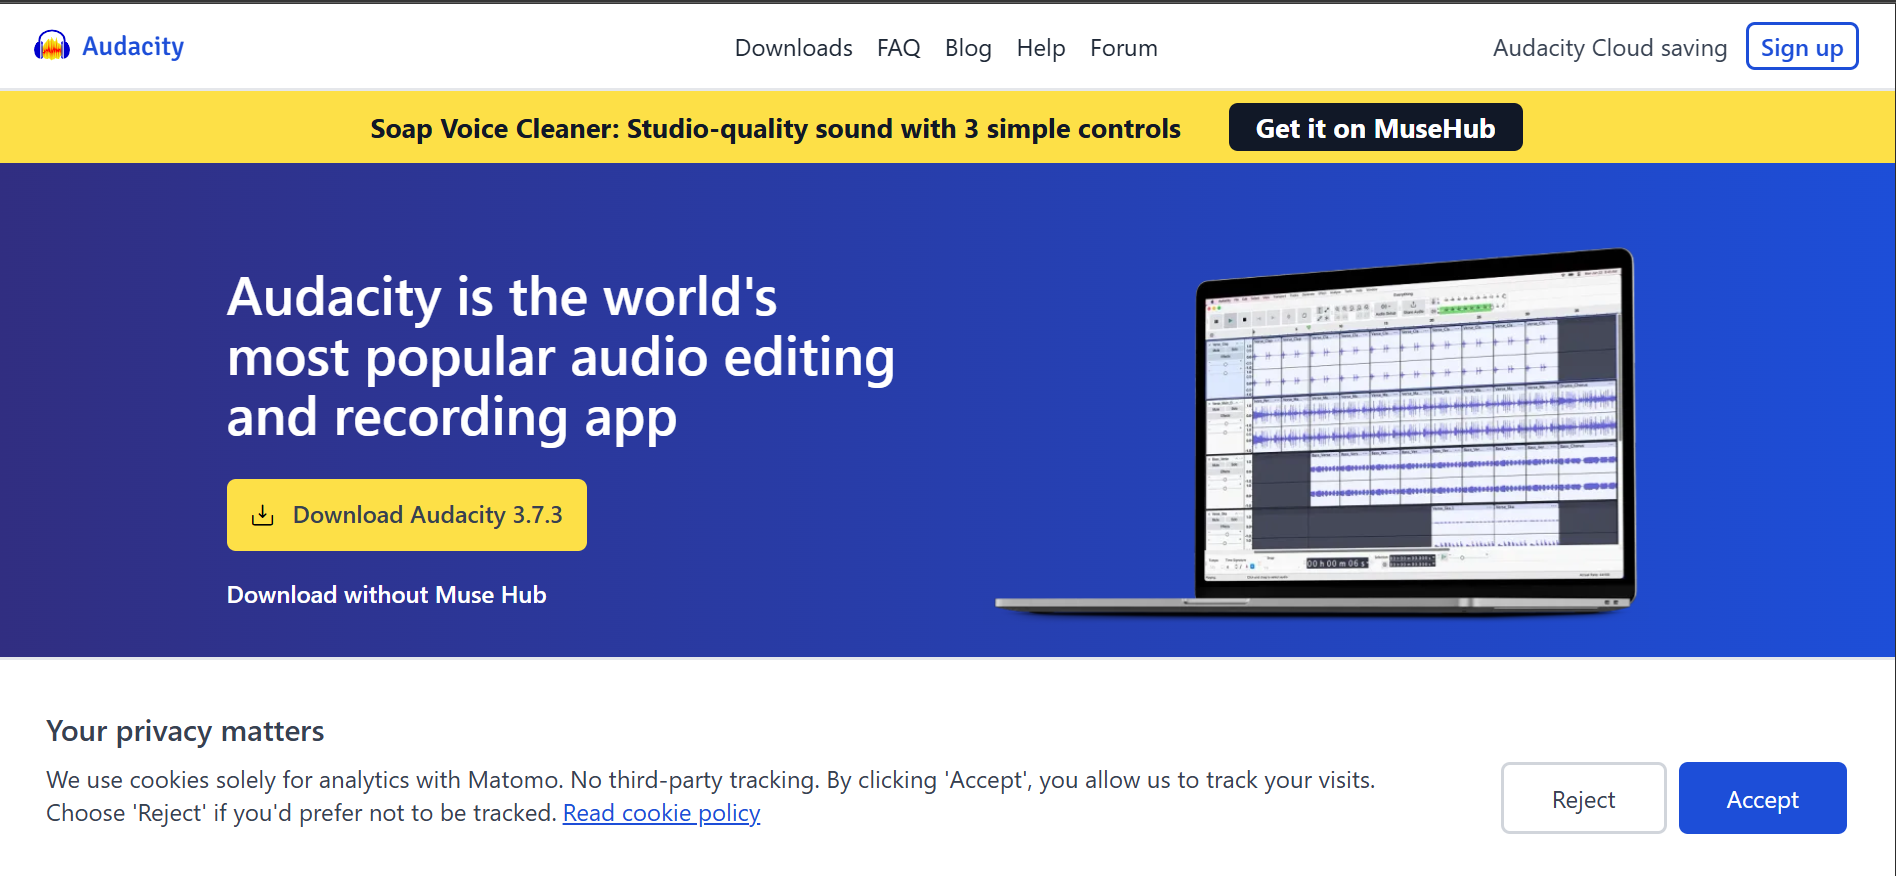 Audacity
Downloads FAQ Blog Help Forum
Audacity Cloud saving Sign up
Soap Voice Cleaner: Studio-quality sound with 3 simple controls Get it on MuseHub
Audacity is the world's
most popular audio editing
and recording app
Download Audacity 3.7.3
Download without Muse Hub
00 h 00 m 06 s
Your privacy matters
We use cookies solely for analytics with Matomo. No third-party tracking. By clicking 'Accept', you allow us to track your visits.
Choose 'Reject' if you'd prefer not to be tracked. Read cookie policy
Reject Accept